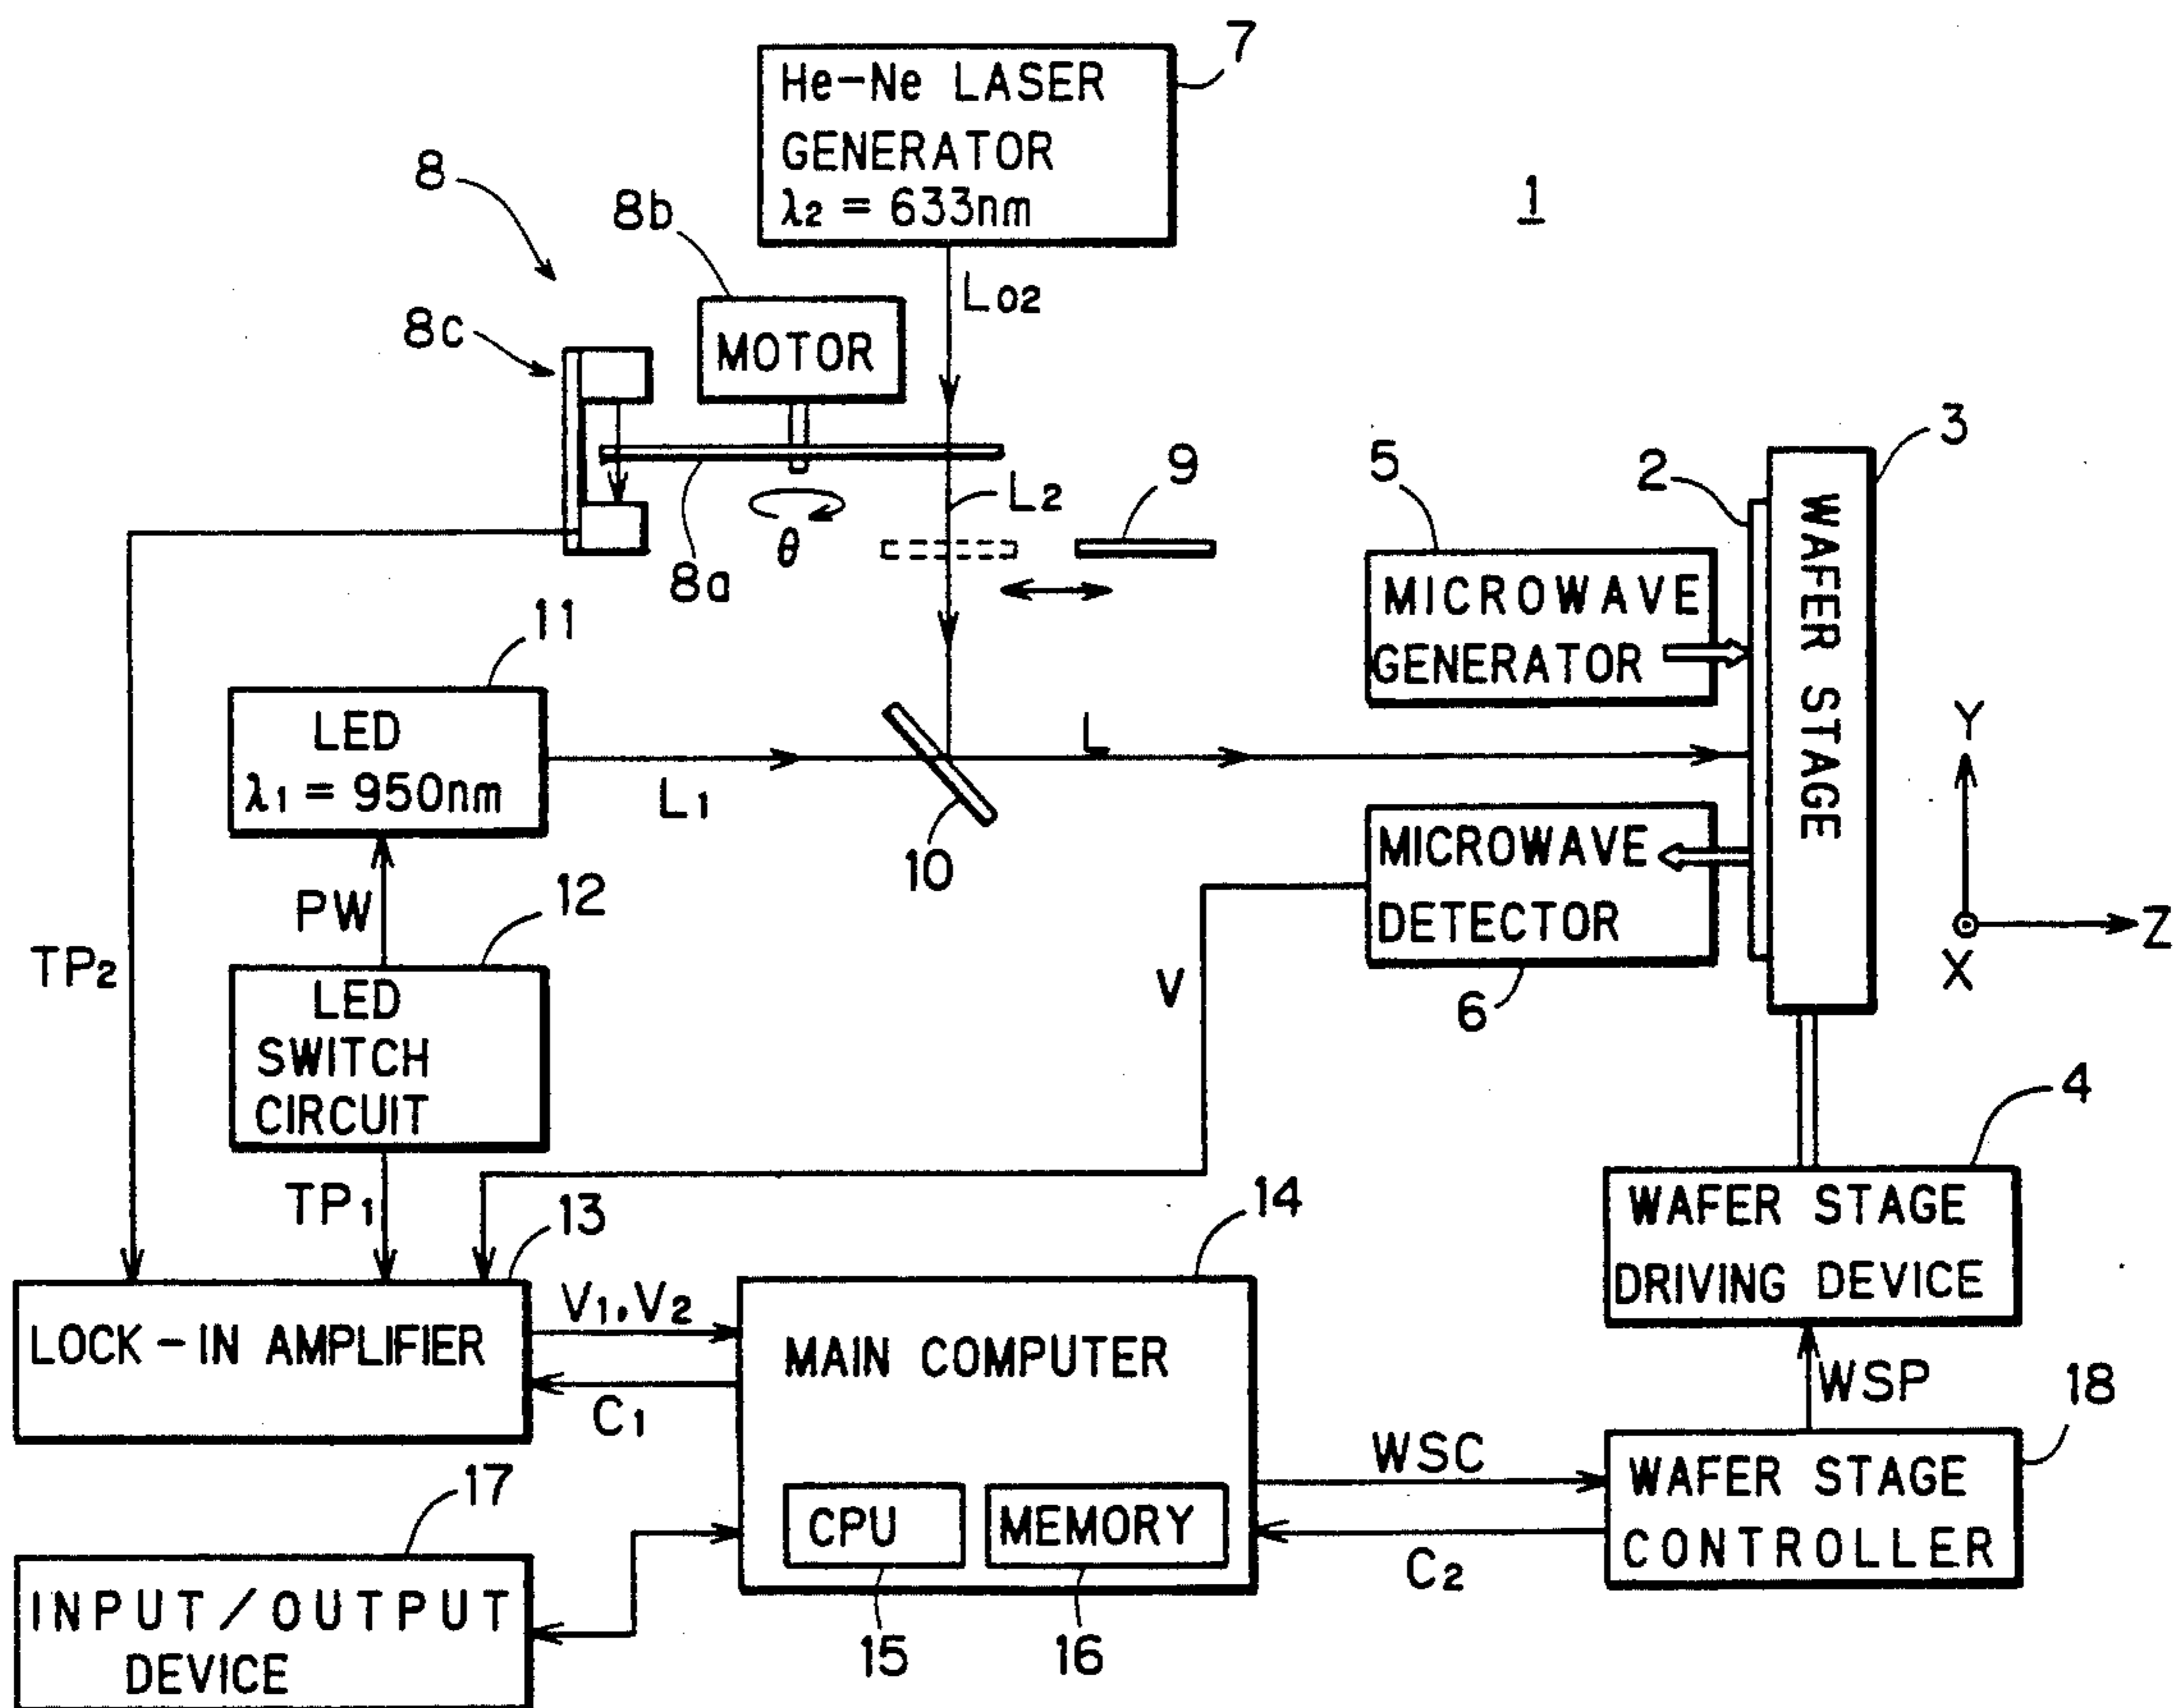 7
He-Ne LASER
GENERATOR
λ2 = 633nm
8
8b
1
L02
8c
MOTOR
3
5
2
9
L2
θ
8a
WAFER STAGE
MICROWAVE
GENERATOR
11
LED
λ1 = 950nm
L1
L
Y
10
MICROWAVE
DETECTOR
Z
X
PW
12
TP2
V
6
LED
SWITCH
CIRCUIT
4
TP1
13
14
WAFER STAGE
DRIVING DEVICE
V1, V2
LOCK-IN AMPLIFIER
MAIN COMPUTER
C1
WSP
18
WSC
17
WAFER STAGE
CONTROLLER
CPU
MEMORY
C2
INPUT/OUTPUT
DEVICE
15
16